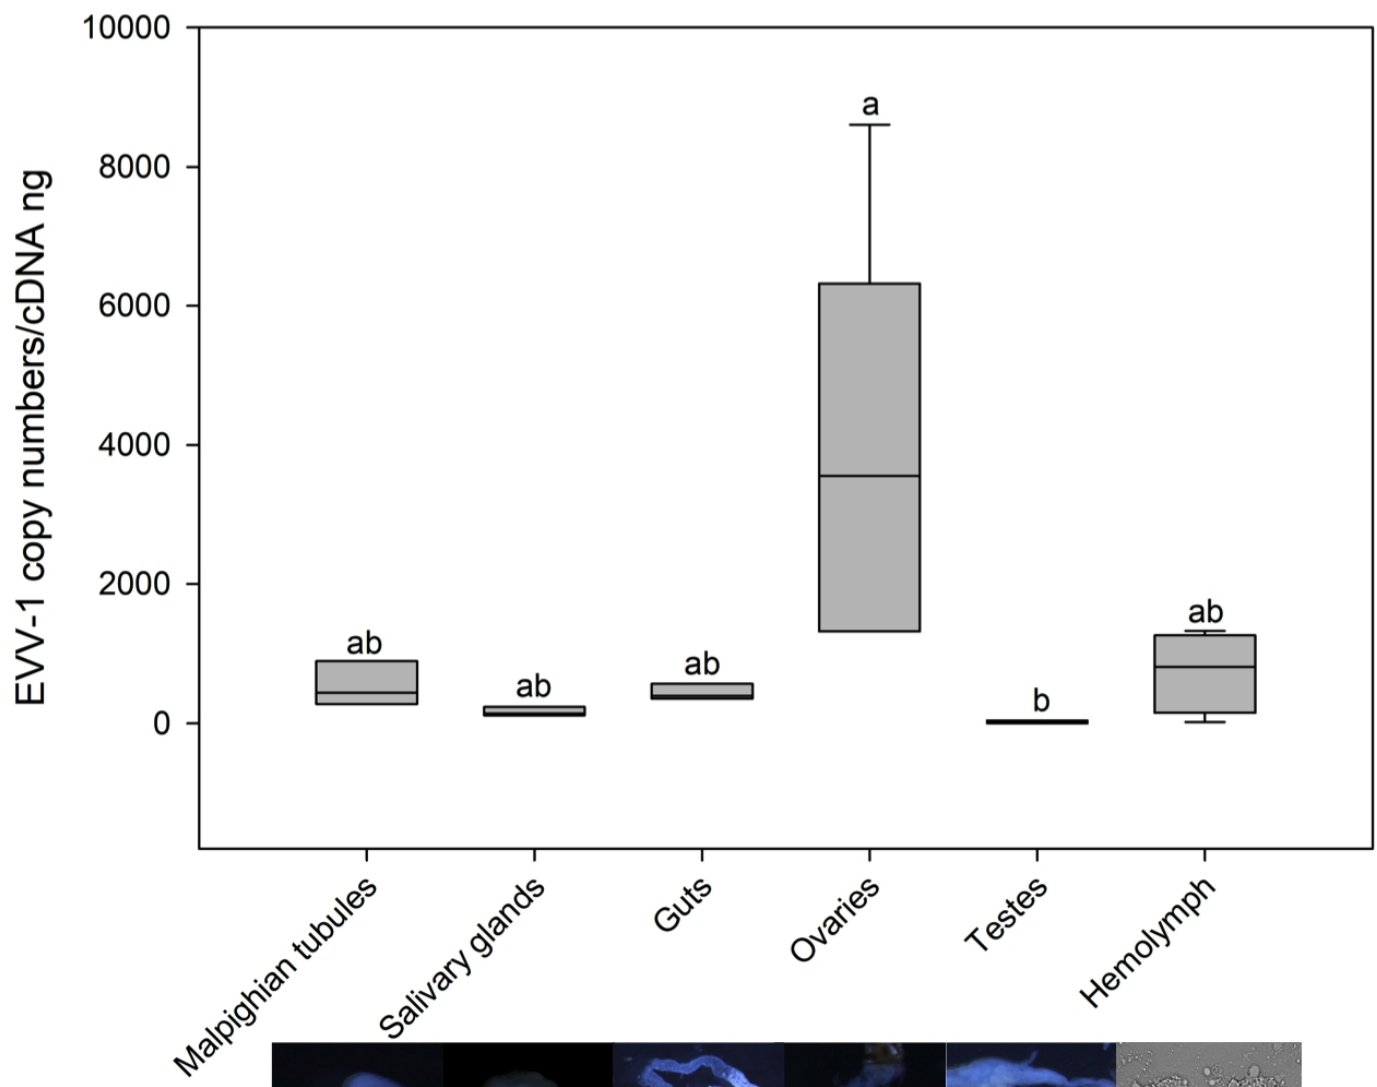 EVV-1 copy numbers/cDNA ng
10000
8000
6000
4000
2000
0
ab
ab
ab
a
b
ab
Malpighian tubules
Salivary glands
Guts
Ovaries
Testes
Hemolymph